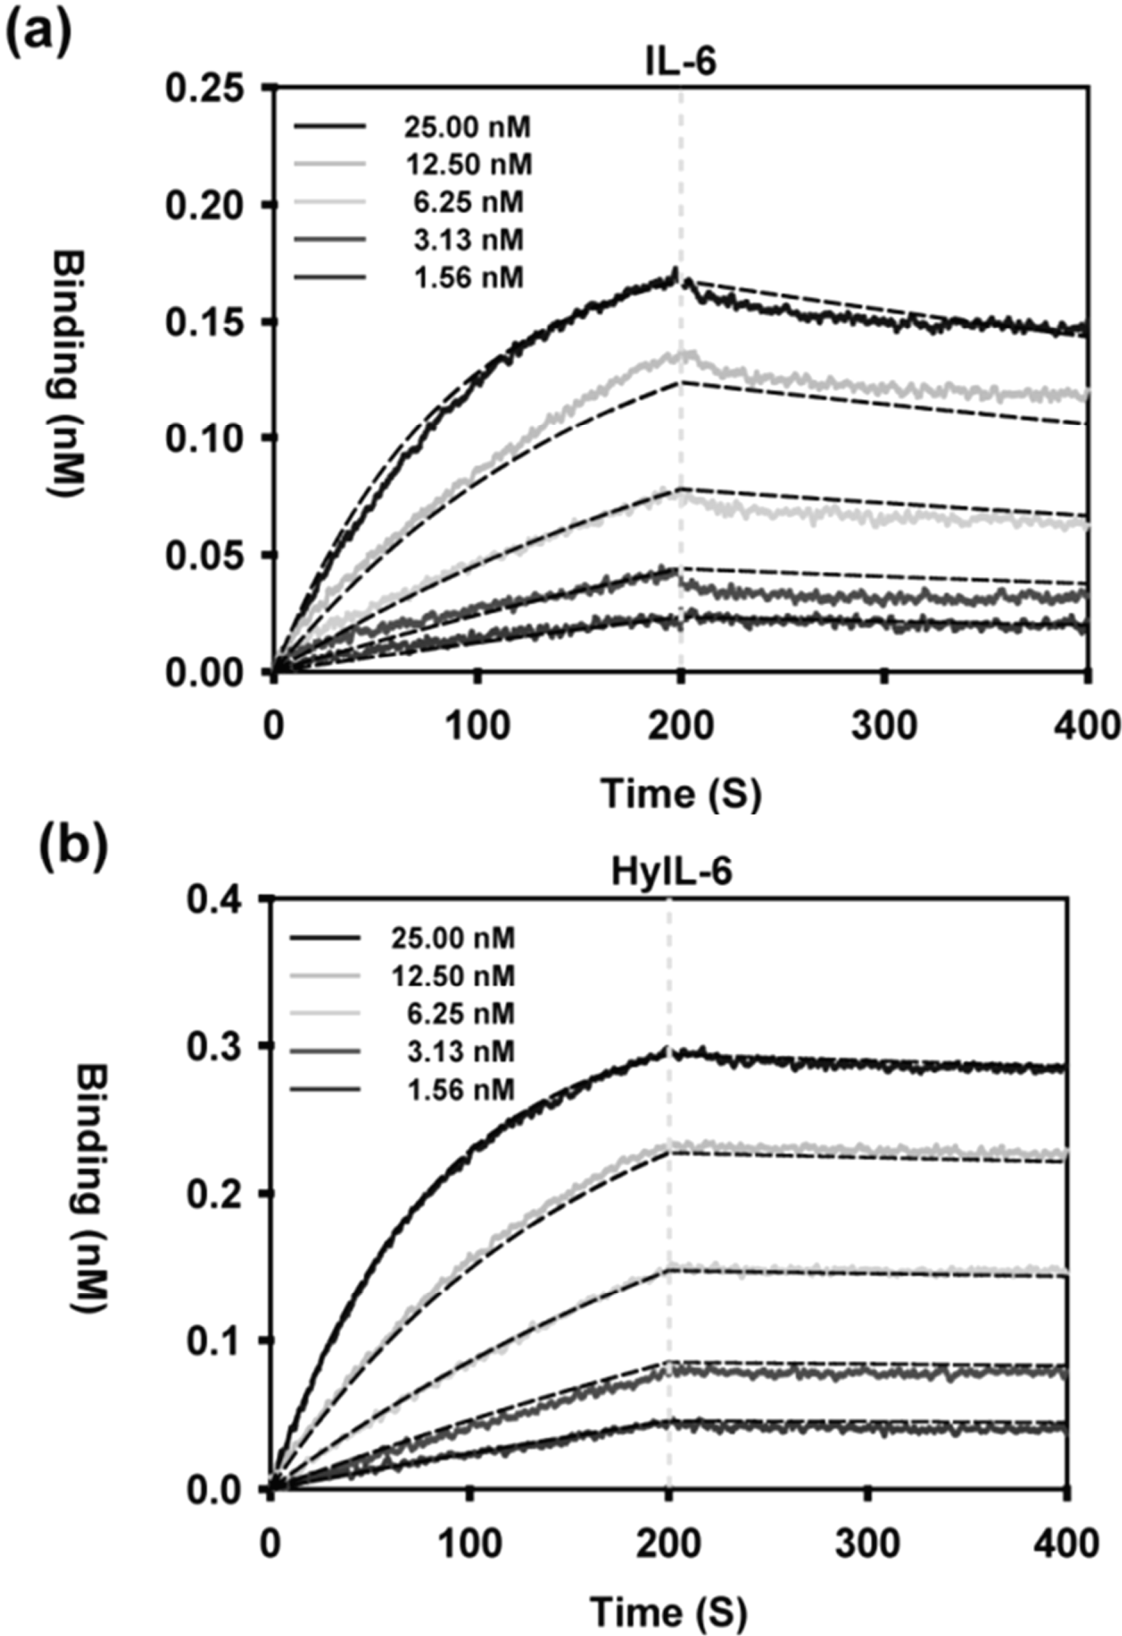 (a)
IL-6
0.25
0.20
0.15
0.10
0.05
0.00
Binding (nM)
25.00 nM
12.50 nM
6.25 nM
3.13 nM
1.56 nM
0 100 200 300 400
Time (S)
(b)
HyIL-6
0.4
0.3
0.2
0.1
0.0
Binding (nM)
25.00 nM
12.50 nM
6.25 nM
3.13 nM
1.56 nM
0 100 200 300 400
Time (S)